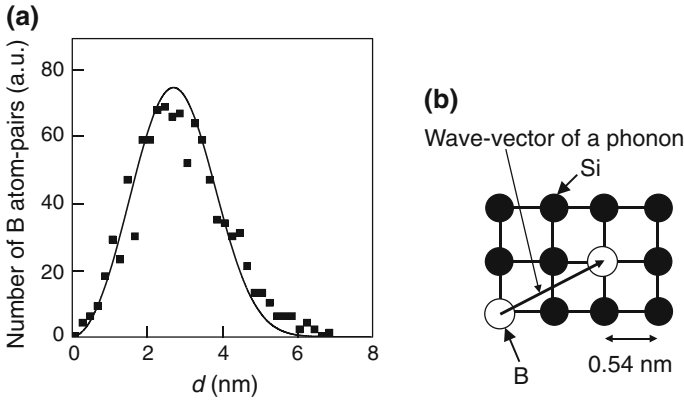 (a)
Number of B atom-pairs (a.u.)
80
60
40
20
0
0
2
4
6
8
d (nm)
(b)
Wave-vector of a phonon
Si
B
0.54 nm